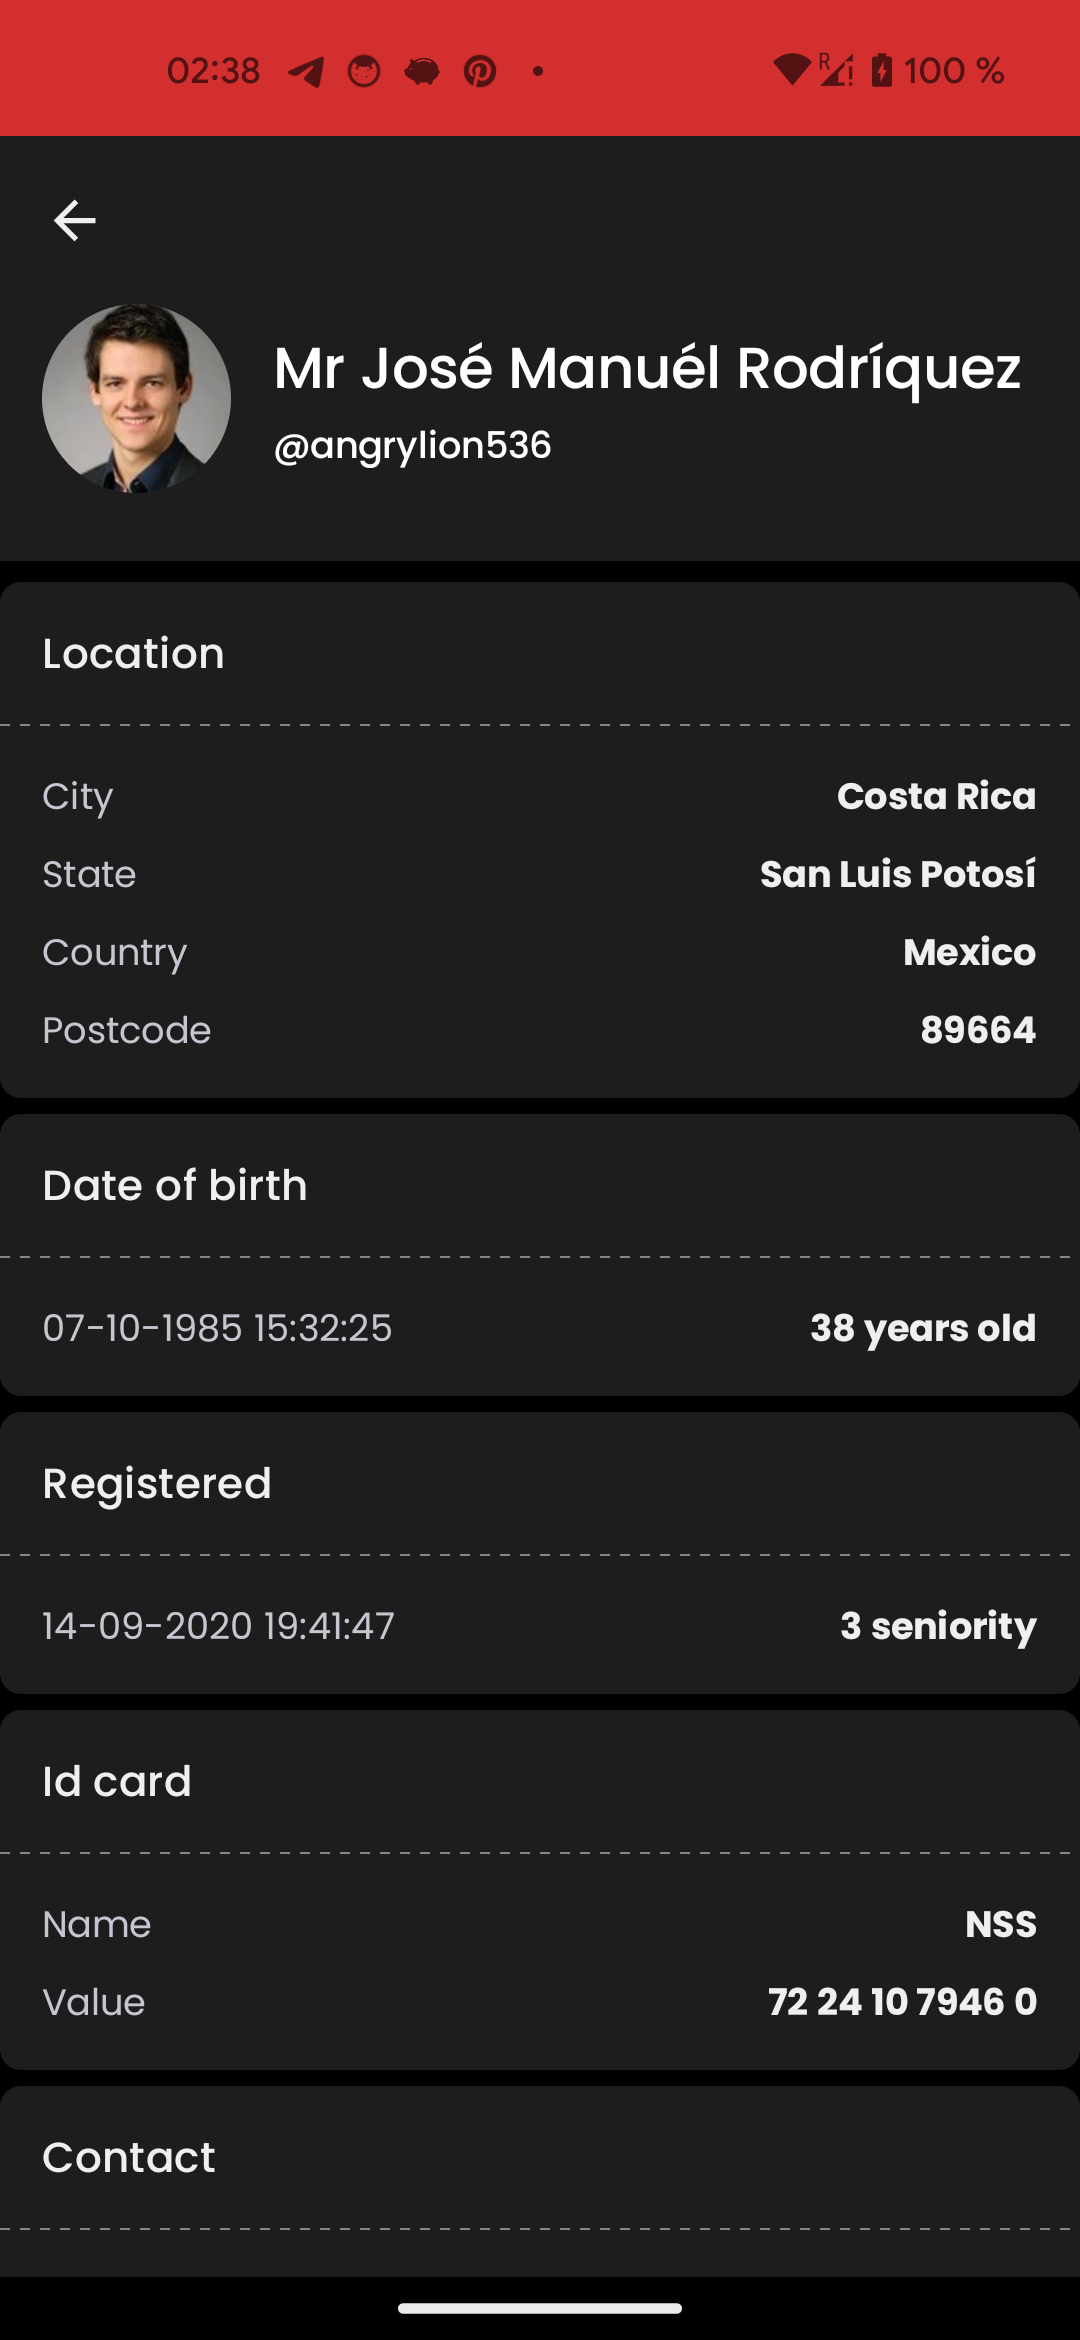 02:38 R 100 %
Mr José Manuél Rodríquez
@angrylion536
Location
City Costa Rica
State San Luis Potosí
Country Mexico
Postcode 89664
Date of birth
07-10-1985 15:32:25 38 years old
Registered
14-09-2020 19:41:47 3 seniority
Id card
Name NSS
Value 72 24 10 7946 0
Contact